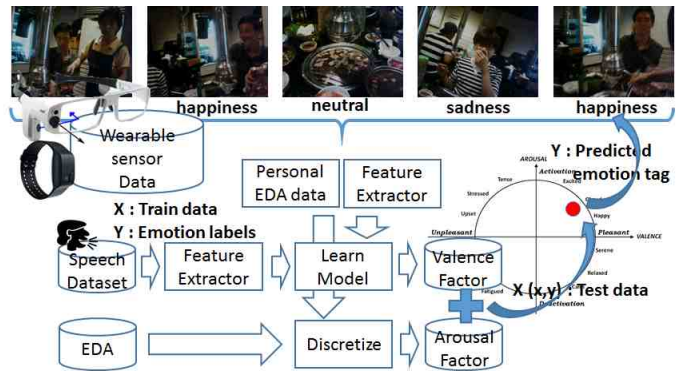 happiness
neutral
sadness
happiness
Wearable
sensor
Data
Personal
EDA data
Feature
Extractor
Y : Predicted
emotion tag
AROUSAL
Activation
Tense
Excited
Stressed
Upset
Happy
Unpleasant
Pleasant
VALENCE
Serene
Relaxed
Fatigued
Deactivation
X : Train data
Y : Emotion labels
Speech
Dataset
Feature
Extractor
Learn
Model
Valence
Factor
X (x,y) : Test data
EDA
Discretize
Arousal
Factor